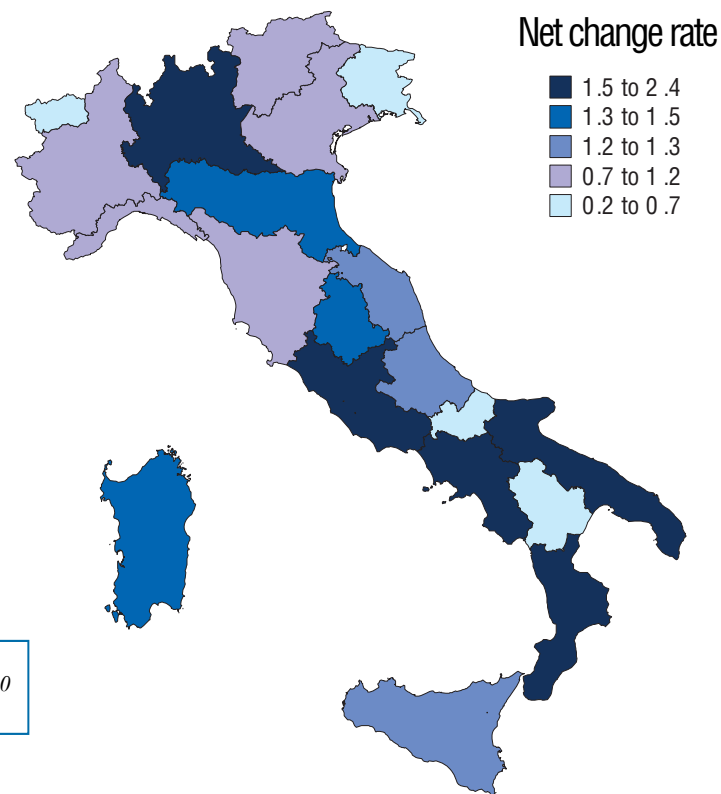 Net change rate
1.5 to 2 .4
1.3 to 1.5
1.2 to 1.3
0.7 to 1.2
0.2 to 0 .7
0